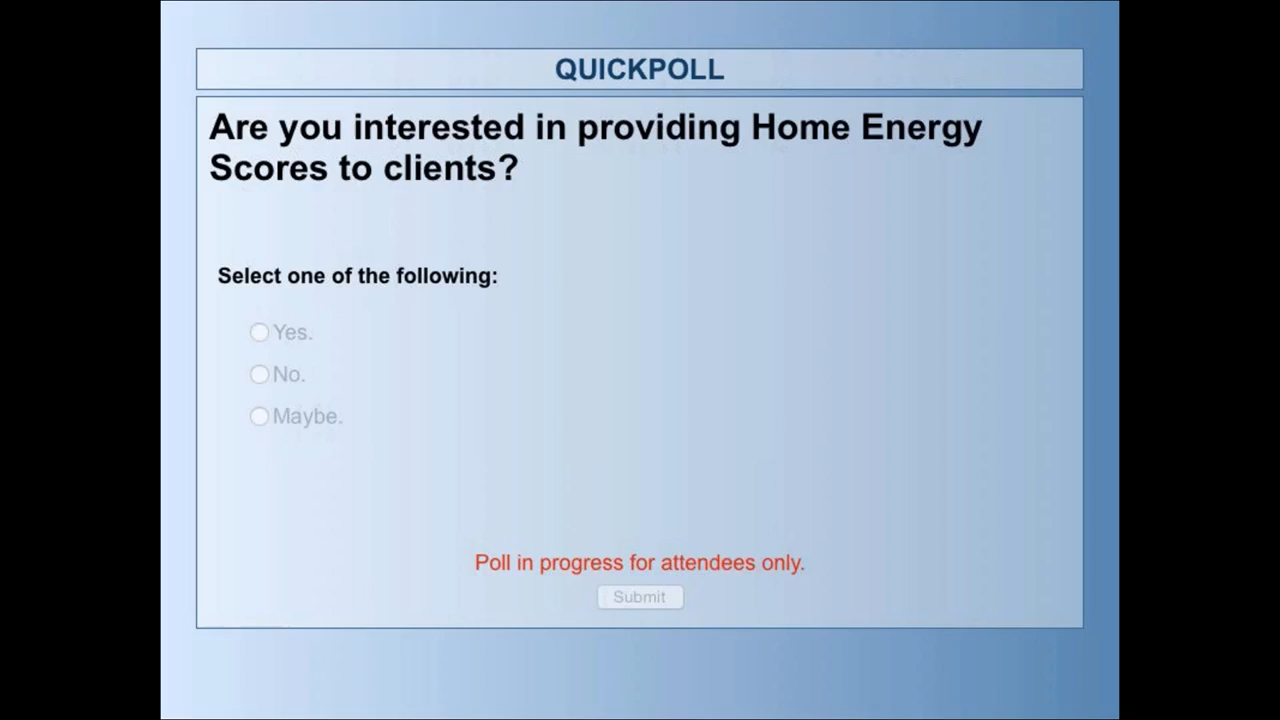 QUICKPOLL
Are you interested in providing Home Energy
Scores to clients?
Select one of the following:
Yes.
No.
Maybe.
Poll in progress for attendees only.
Submit